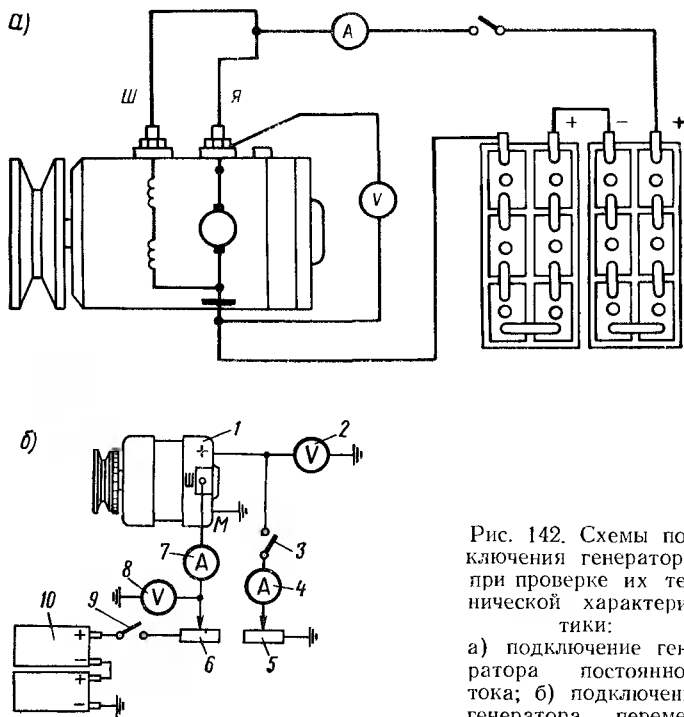 а)
А
Ш
Я
+
−
+
V
б)
1
2
+
V
Ш
М
3
7
А
8
А
4
10
9
V
+
−
6
5
+
−
Рис. 142. Схемы по
ключения генератор
при проверке их те
нической характери
тики:
а) подключение ген
ратора постоянно
тока; б) подключени
генератора переме